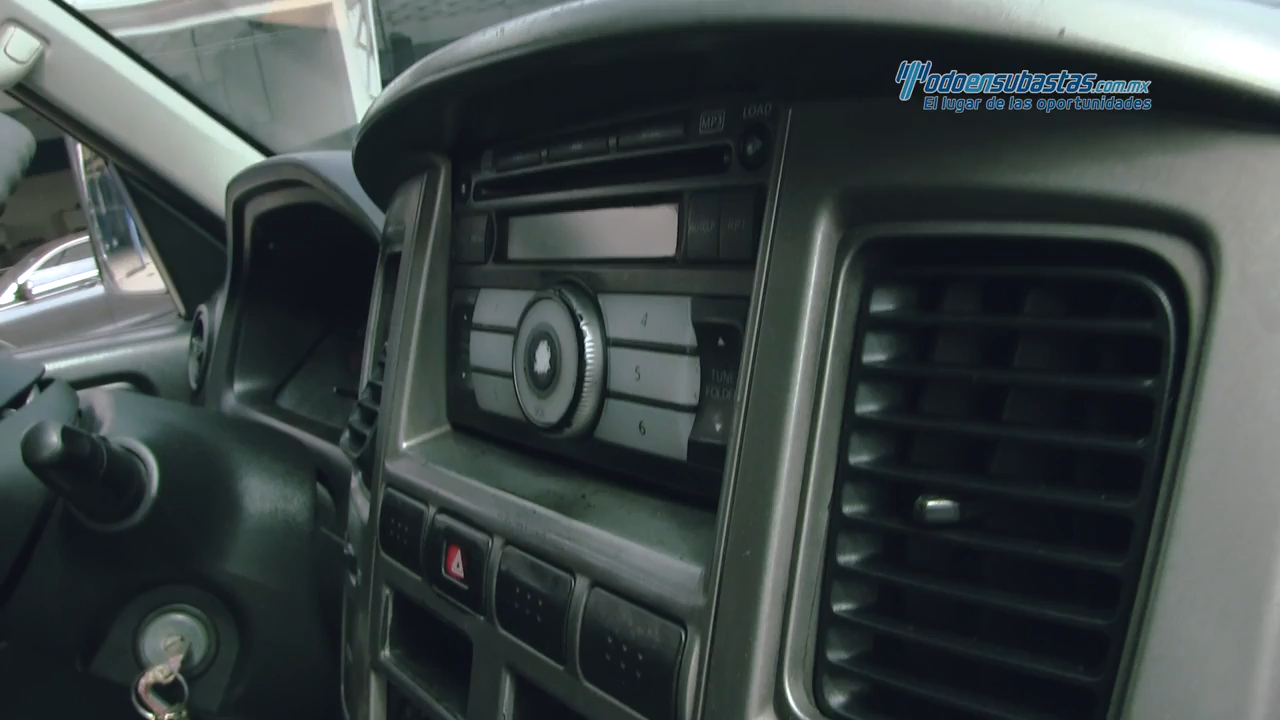 Todoensubastas.com.mx
El lugar de las oportunidades
MP3 LOAD
4
5
TUNE
FOLDER
6